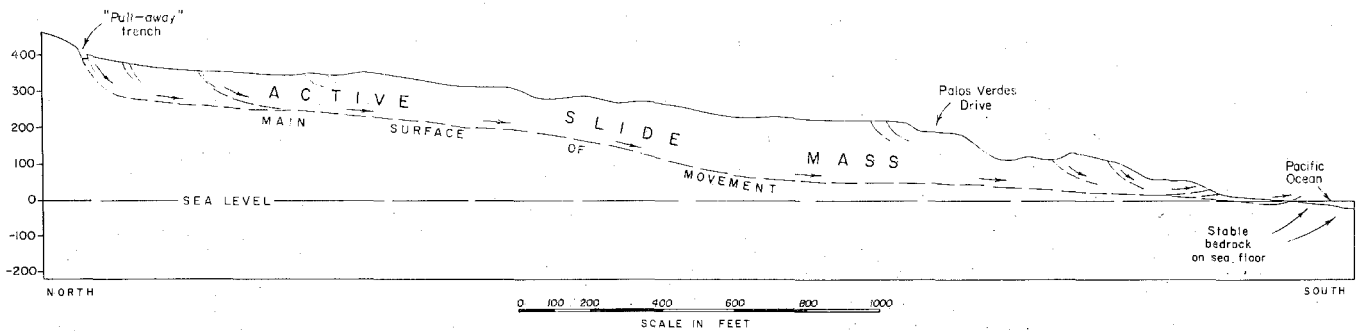 "Pull-away"
trench
400
300
200
100
0
-100
-200
ACTIVE
SLIDE
MASS
MAIN SURFACE OF MOVEMENT
Palos Verdes
Drive
Pacific
Ocean
SEA LEVEL
Stable
bedrock
on sea floor
NORTH
SOUTH
0 100 200 400 600 800 1000
SCALE IN FEET